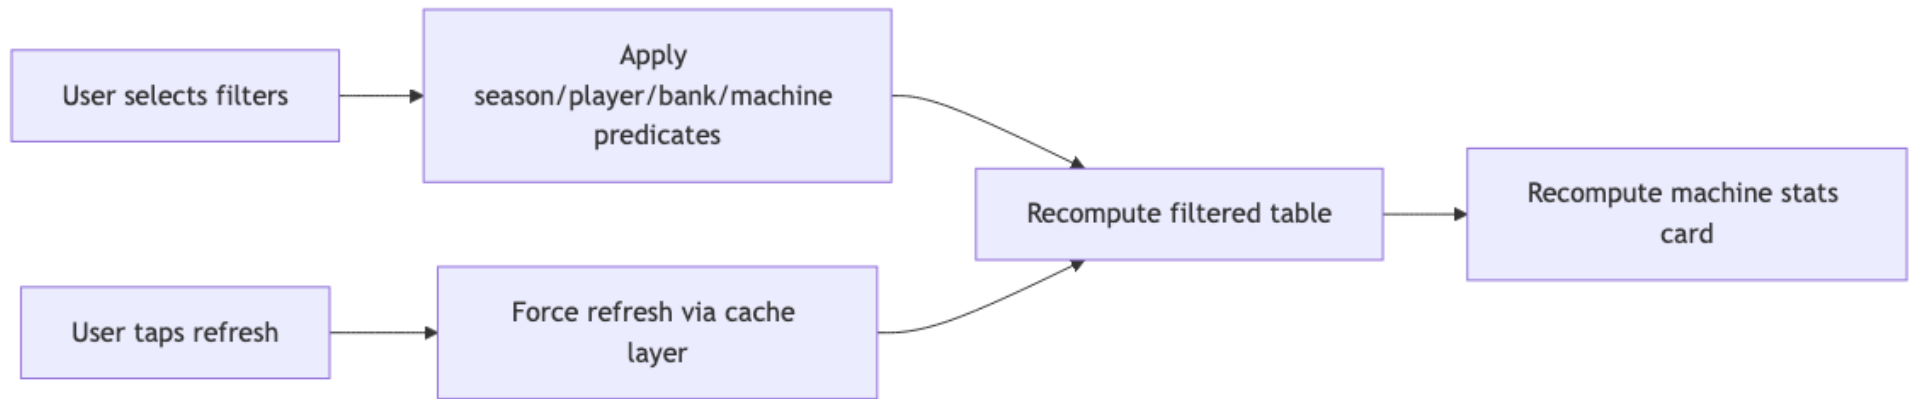 User selects filters
Apply
season/player/bank/machine
predicates
User taps refresh
Force refresh via cache
layer
Recompute filtered table
Recompute machine stats
card